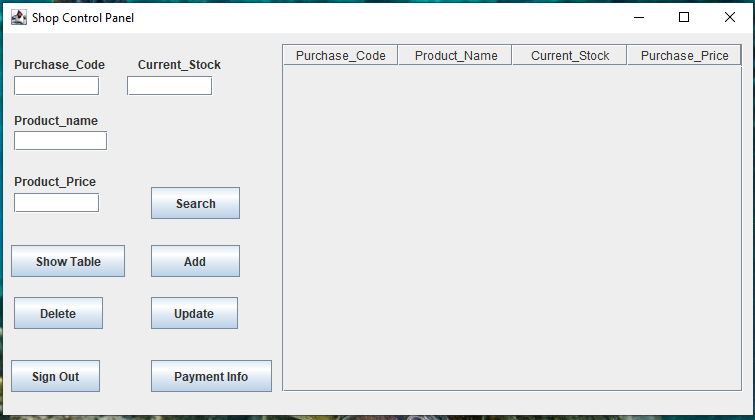 Shop Control Panel
Purchase_Code Current_Stock
Product_name
Product_Price
Search
Show Table Add
Delete Update
Sign Out Payment Info
Purchase_Code Product_Name Current_Stock Purchase_Price